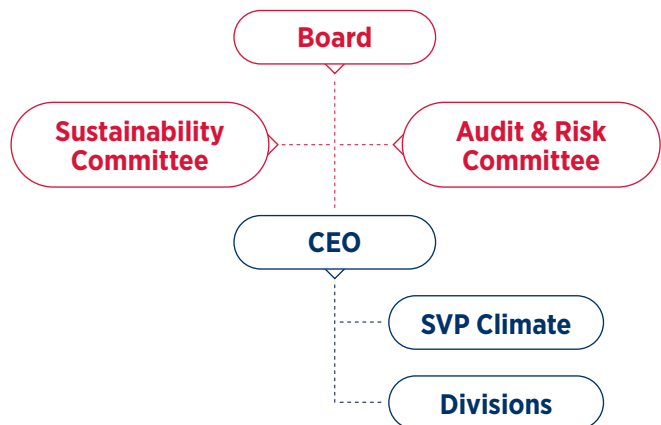 Board
Sustainability
Committee
Audit & Risk
Committee
CEO
SVP Climate
Divisions